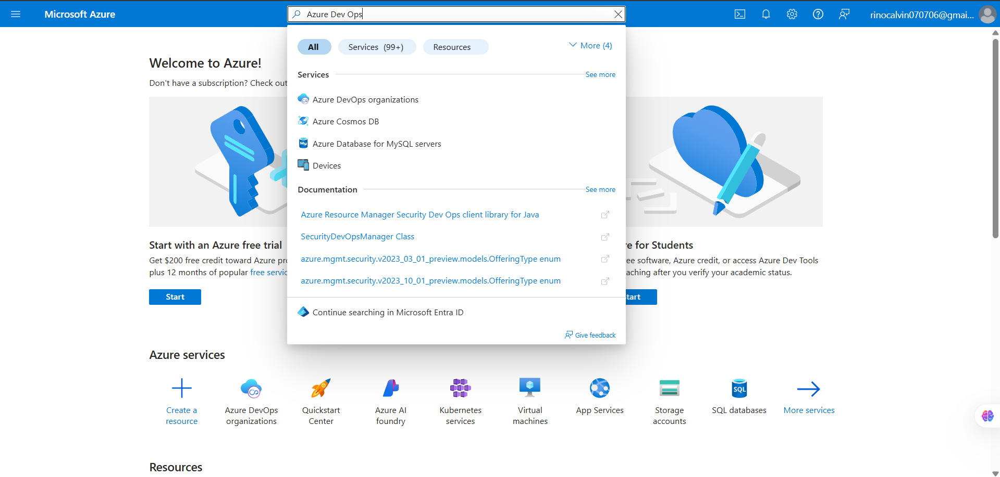 Microsoft Azure
Azure Dev Ops
rinocalvin070706@gmai...
All
Services (99+)
Resources
More (4)
Welcome to Azure!
Don't have a subscription? Check out
Services
See more
Azure DevOps organizations
Azure Cosmos DB
My
Azure Database for MySQL servers
Devices
Documentation
See more
Azure Resource Manager Security Dev Ops client library for Java
SecurityDevOpsManager Class
azure.mgmt.security.v2023_03_01_preview.models.OfferingType enum
azure.mgmt.security.v2023_10_01_preview.models.OfferingType enum
Continue searching in Microsoft Entra ID
Give feedback
Start with an Azure free trial
Get $200 free credit toward Azure pro
plus 12 months of popular free servic
Start
re for Students
ee software, Azure credit, or access Azure Dev Tools
aching after you verify your academic status.
tart
Azure services
Create a
resource
Azure DevOps
organizations
Quickstart
Center
Azure AI
foundry
Kubernetes
services
Virtual
machines
App Services
Storage
accounts
SQL
SQL databases
More services
Resources